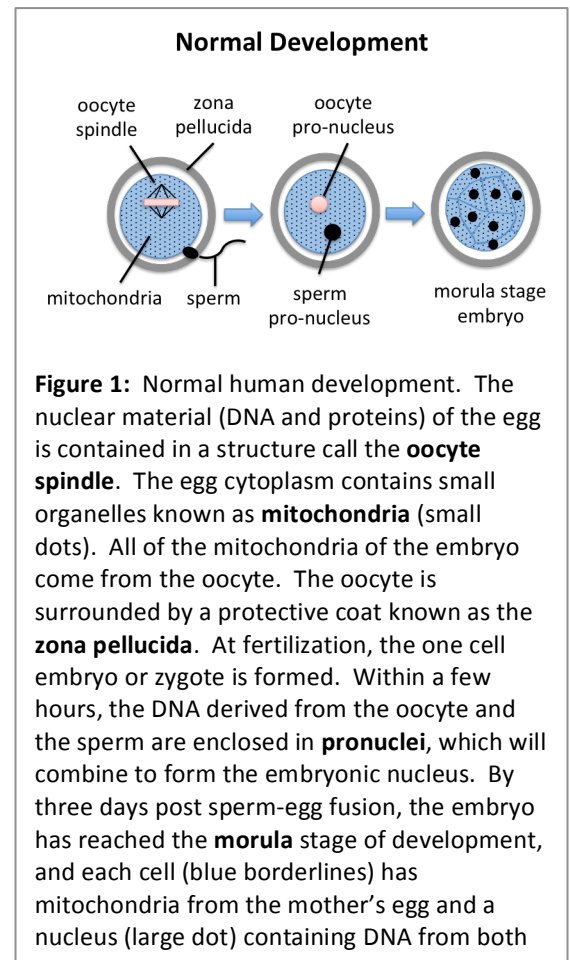 Normal Development
oocyte
spindle
zona
pellucida
oocyte
pro-nucleus
mitochondria
sperm
sperm
pro-nucleus
morula stage
embryo
Figure 1:  Normal human development.  The
nuclear material (DNA and proteins) of the egg
is contained in a structure call the oocyte
spindle.  The egg cytoplasm contains small
organelles known as mitochondria (small
dots).  All of the mitochondria of the embryo
come from the oocyte.  The oocyte is
surrounded by a protective coat known as the
zona pellucida.  At fertilization, the one cell
embryo or zygote is formed.  Within a few
hours, the DNA derived from the oocyte and
the sperm are enclosed in pronuclei, which will
combine to form the embryonic nucleus.  By
three days post sperm-egg fusion, the embryo
has reached the morula stage of development,
and each cell (blue borderlines) has
mitochondria from the mother's egg and a
nucleus (large dot) containing DNA from both